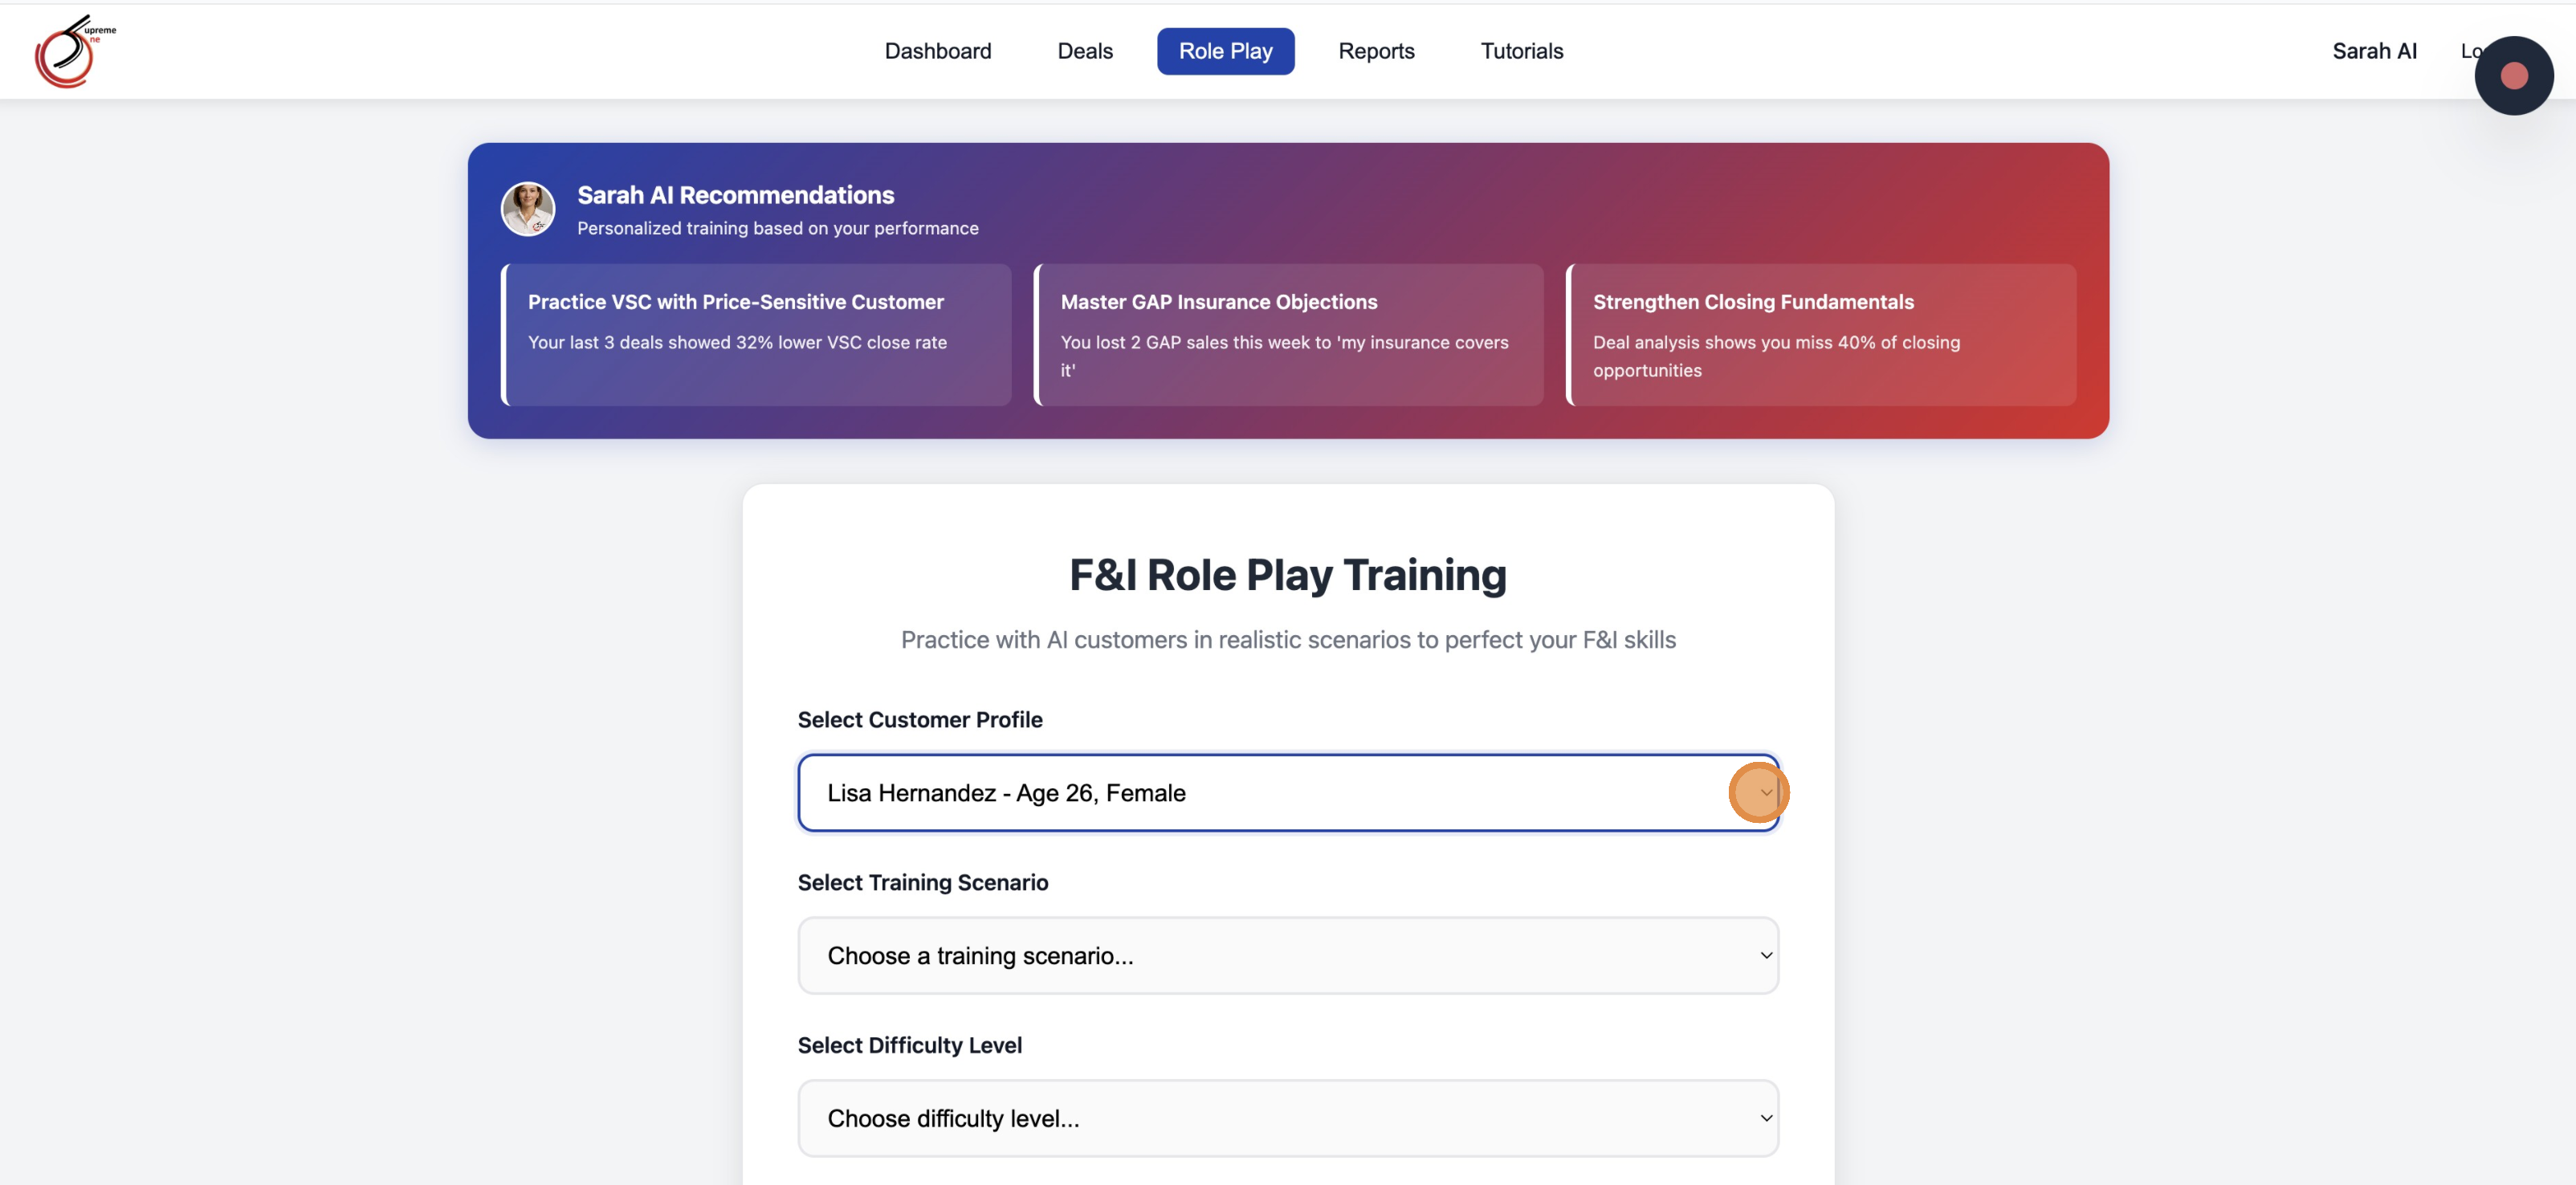 upreme
ne
Dashboard
Deals
Role Play
Reports
Tutorials
Sarah AI
Sarah AI Recommendations
Personalized training based on your performance
Practice VSC with Price-Sensitive Customer
Your last 3 deals showed 32% lower VSC close rate
Master GAP Insurance Objections
You lost 2 GAP sales this week to 'my insurance covers
it'
Strengthen Closing Fundamentals
Deal analysis shows you miss 40% of closing
opportunities
F&I Role Play Training
Practice with AI customers in realistic scenarios to perfect your F&I skills
Select Customer Profile
Lisa Hernandez - Age 26, Female
Select Training Scenario
Choose a training scenario...
Select Difficulty Level
Choose difficulty level...